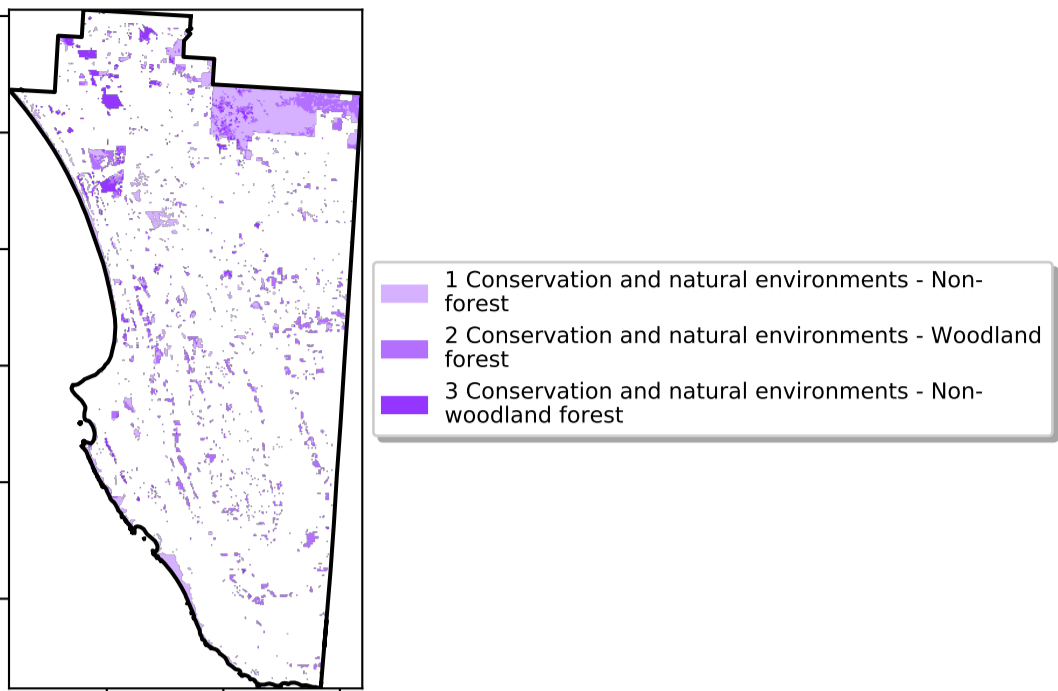 1 Conservation and natural environments - Non-
forest
2 Conservation and natural environments - Woodland
forest
3 Conservation and natural environments - Non-
woodland forest